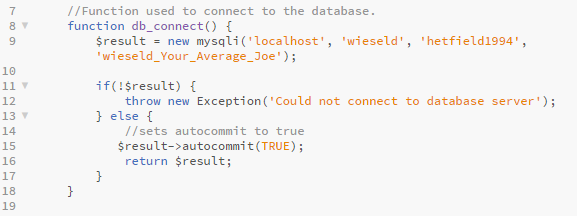 7 //Function used to connect to the database.
8 function db_connect() {
9 $result = new mysqli('localhost', 'wieseld', 'hetfield1994',
'wieseld_Your_Average_Joe');
10
11 if(!$result) {
12 throw new Exception('Could not connect to database server');
13 } else {
14 //sets autocommit to true
15 $result->autocommit(TRUE);
16 return $result;
17 }
18 }
19